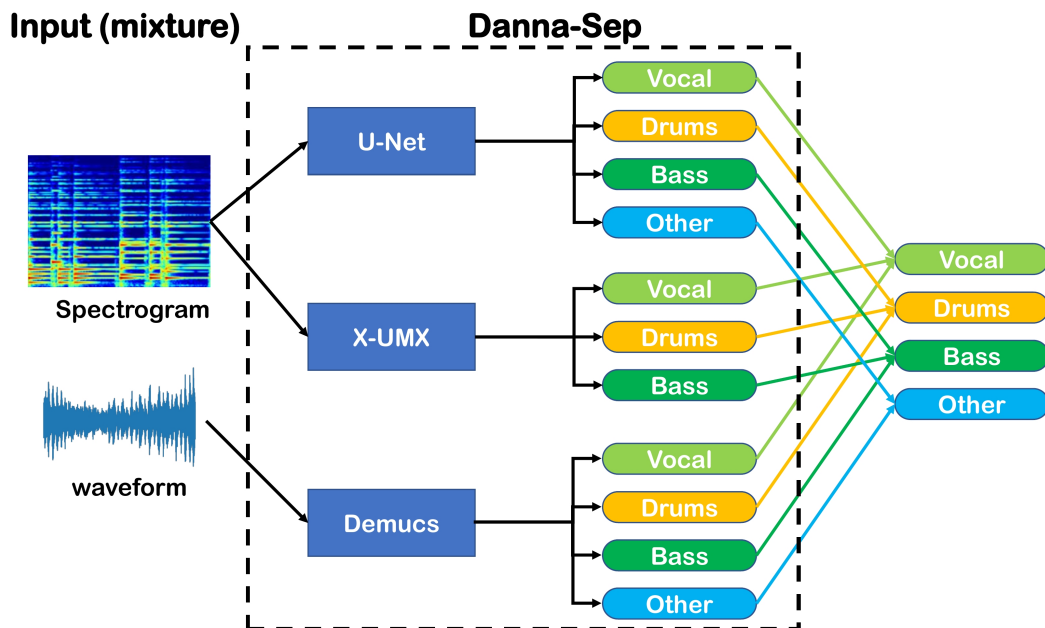 Input (mixture)
Danna-Sep
Spectrogram
waveform
U-Net
X-UMX
Demucs
Vocal
Drums
Bass
Other
Vocal
Drums
Bass
Vocal
Drums
Bass
Other
Vocal
Drums
Bass
Other